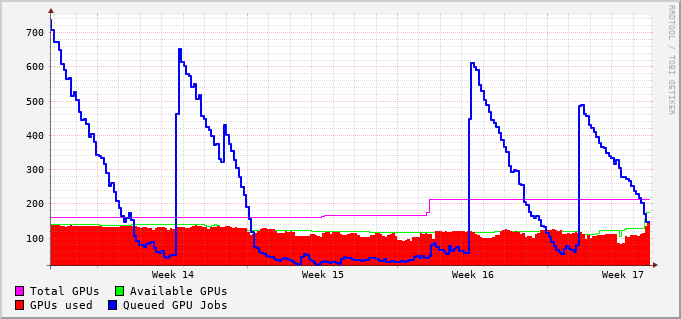 700
600
500
400
300
200
100
Week 14 Week 15 Week 16 Week 17
Total GPUs Available GPUs
GPUs used Queued GPU Jobs
RRDTOOL / TOBI OETIKER